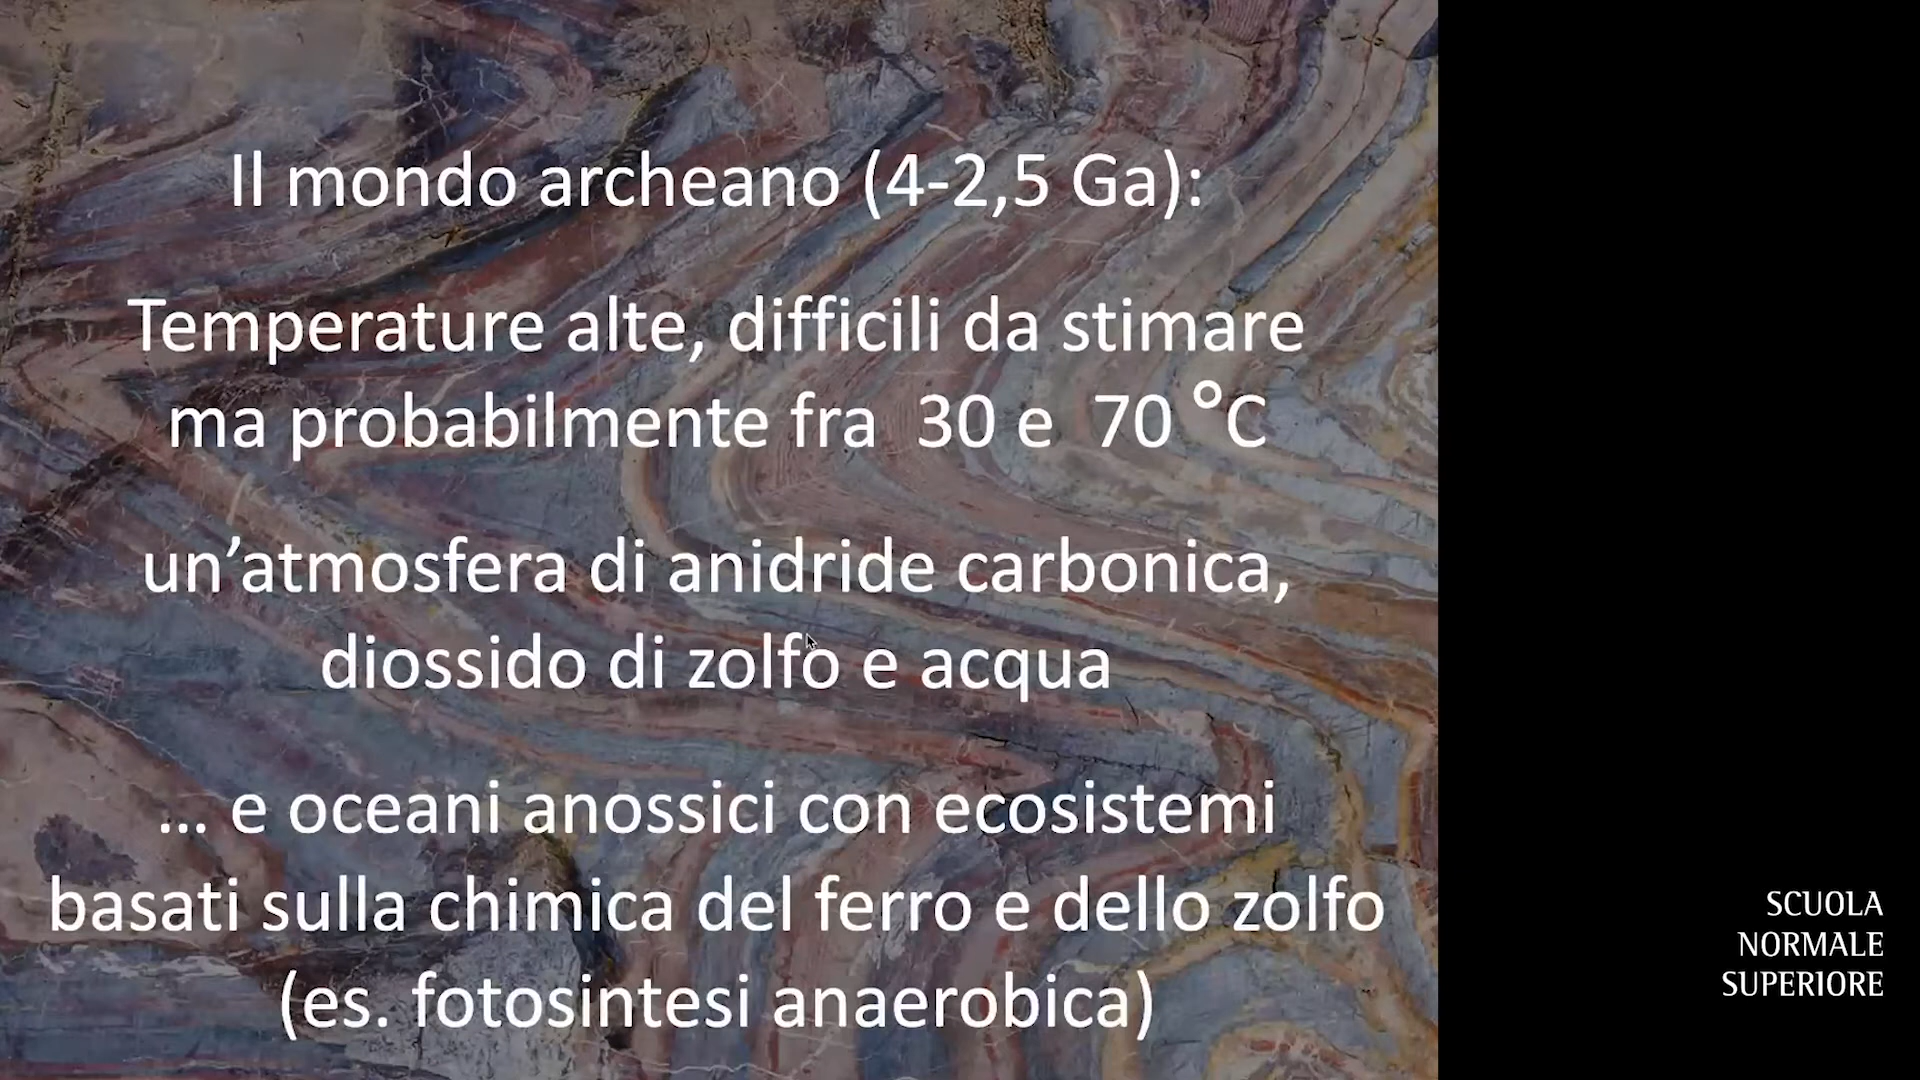 Il mondo archeano (4-2,5 Ga):
Temperature alte, difficili da stimare
ma probabilmente fra 30 e 70 °C
un’atmosfera di anidride carbonica,
diossido di zolfo e acqua
... e oceani anossici con ecosistemi
basati sulla chimica del ferro e dello zolfo
(es. fotosintesi anaerobica)
SCUOLA
NORMALE
SUPERIORE